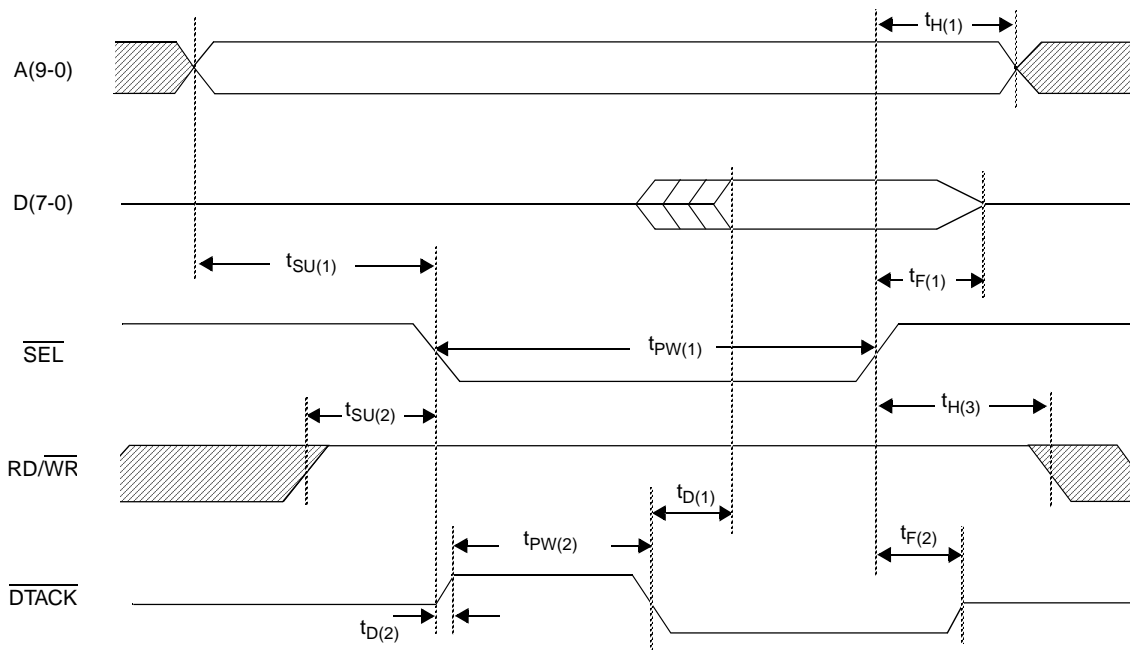 tH(1)
A(9-0)
D(7-0)
tSU(1)
tF(1)
SEL
tPW(1)
tSU(2)
tH(3)
RD/WR
tD(1)
tPW(2)
tF(2)
DTACK
tD(2)